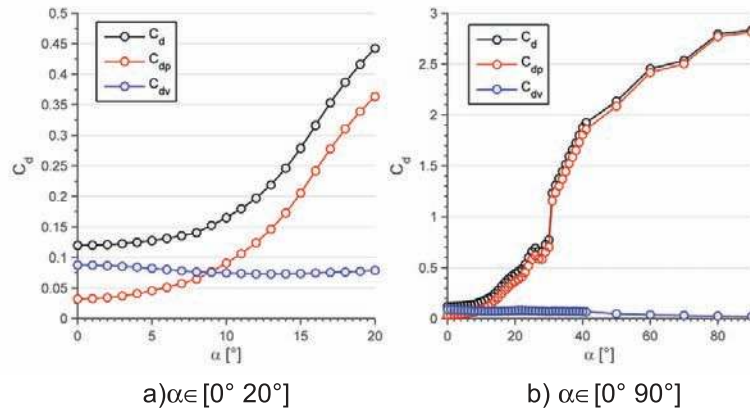 0.5
0.45
0.4
0.35
0.3
0.25
0.2
0.15
0.1
0.05
0
C_d
C_d
C_dp
C_dv
0 5 10 15 20
α [°]
a)α∈[0° 20°]
3
2.5
2
1.5
1
0.5
0
C_d
C_d
C_dp
C_dv
0 20 40 60 80
α [°]
b) α∈[0° 90°]